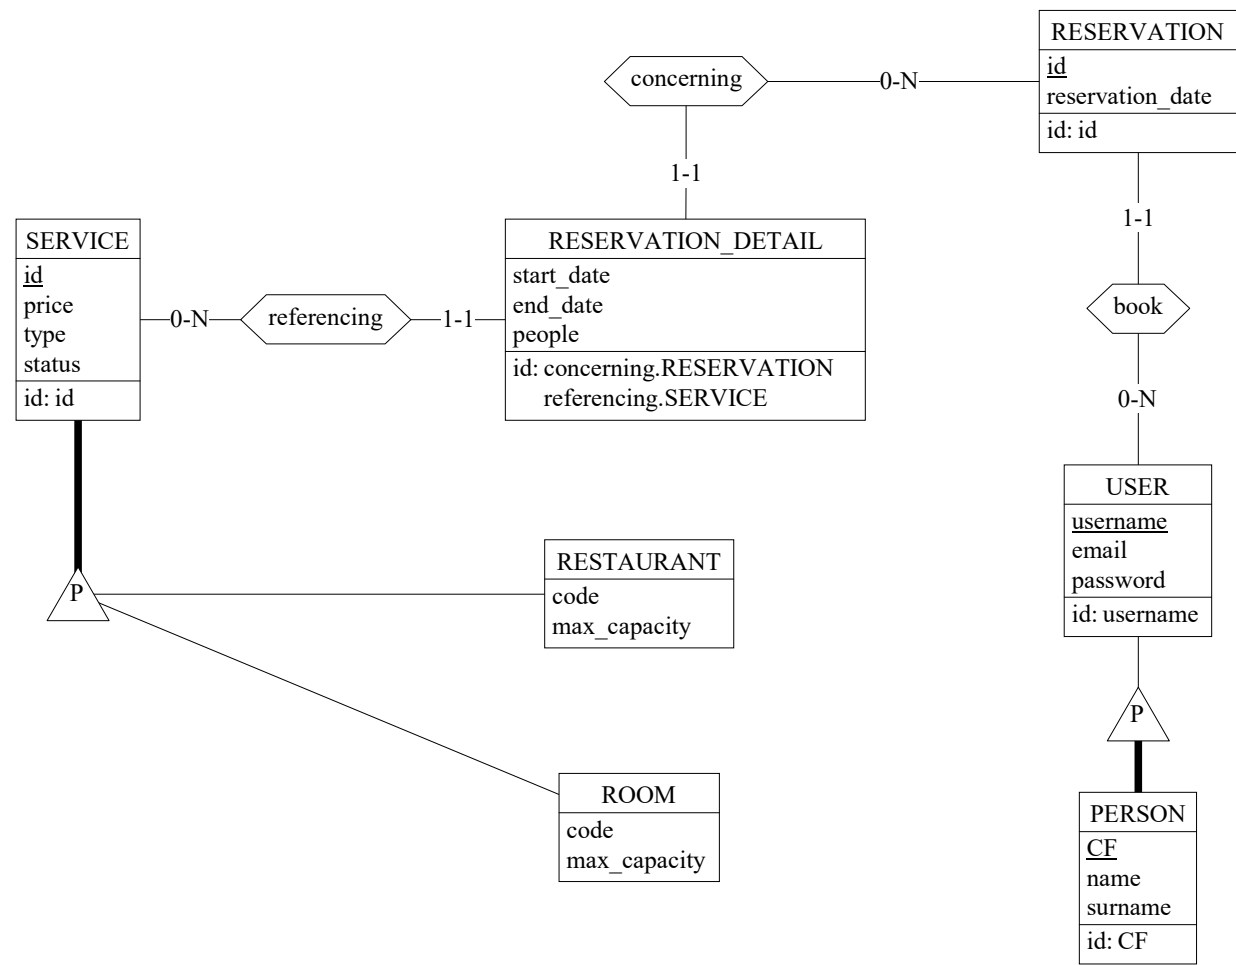 RESERVATION
id
reservation_date
id: id
concerning
0-N
1-1
1-1
SERVICE
id
price
type
status
id: id
0-N
referencing
1-1
RESERVATION_DETAIL
start_date
end_date
people
id: concerning.RESERVATION
referencing.SERVICE
book
0-N
USER
username
email
password
id: username
P
RESTAURANT
code
max_capacity
P
ROOM
code
max_capacity
PERSON
CF
name
surname
id: CF